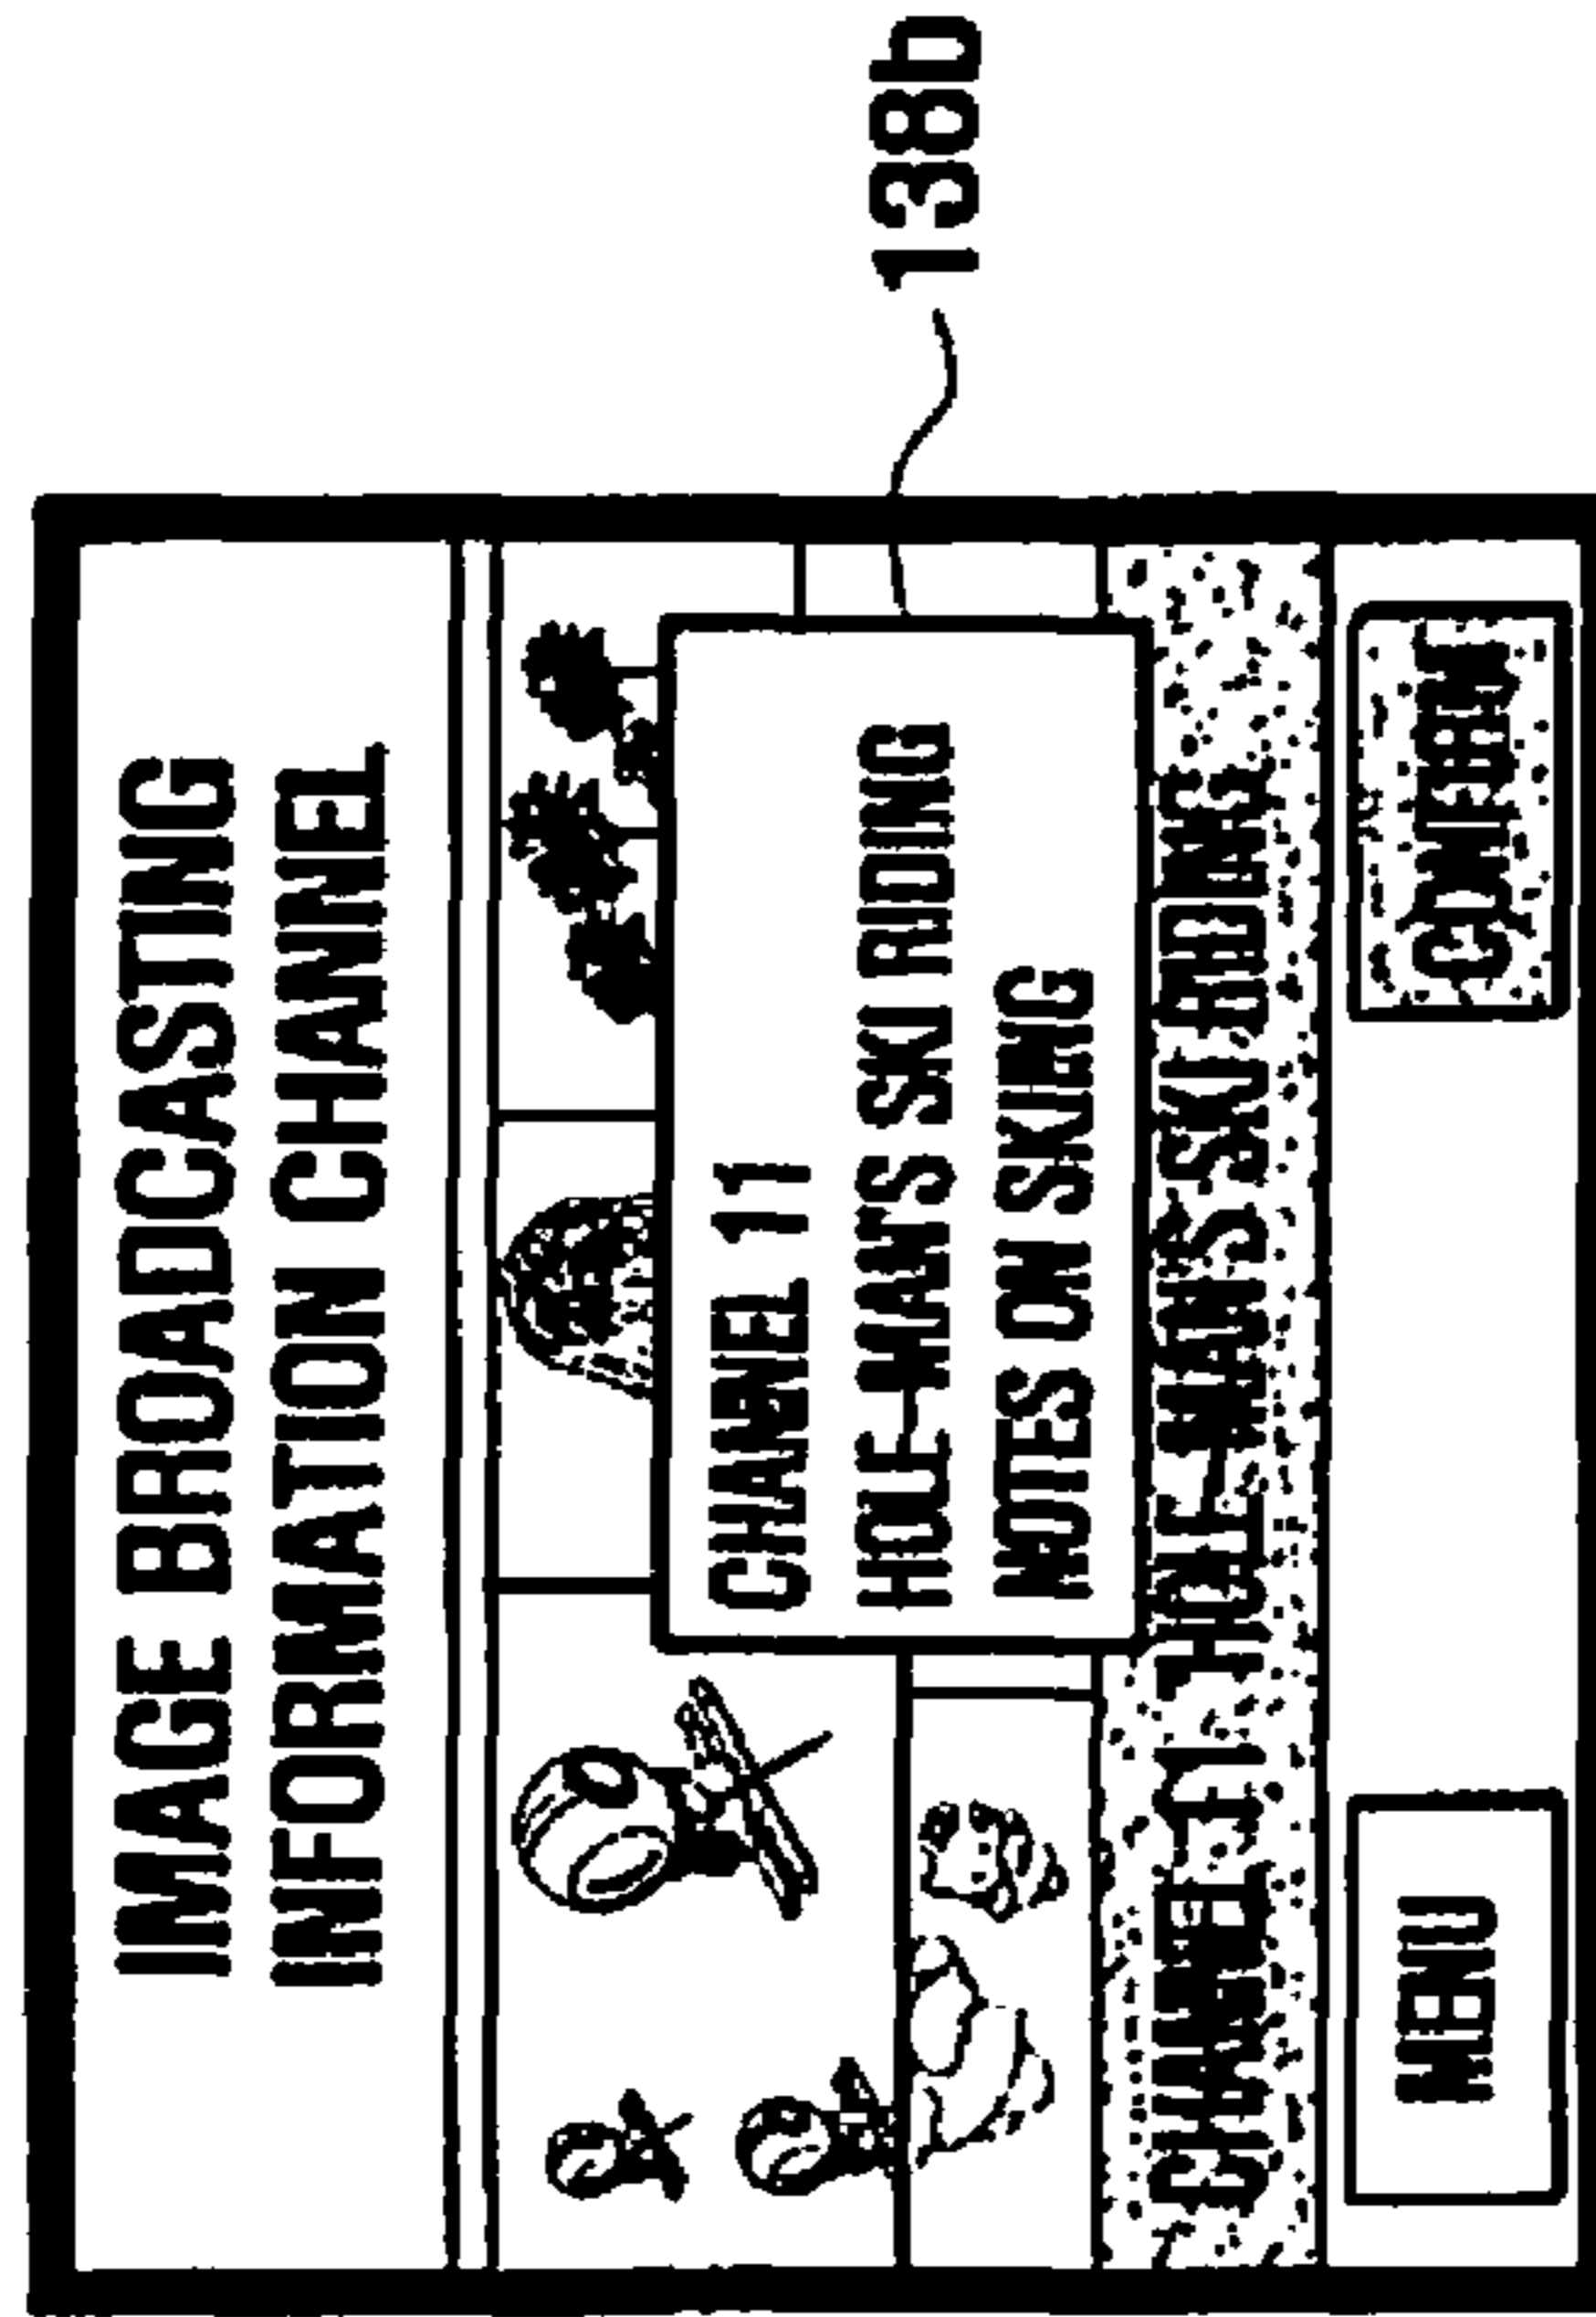 IMAGE BROADCASTING
INFORMATION CHANNEL
CHANNEL 11
HOLE-MAN'S SKI RIDING
NOTES ON SKIING
CHANNEL 11 HOLE-MAN'S SKI RIDING
MENU
138b